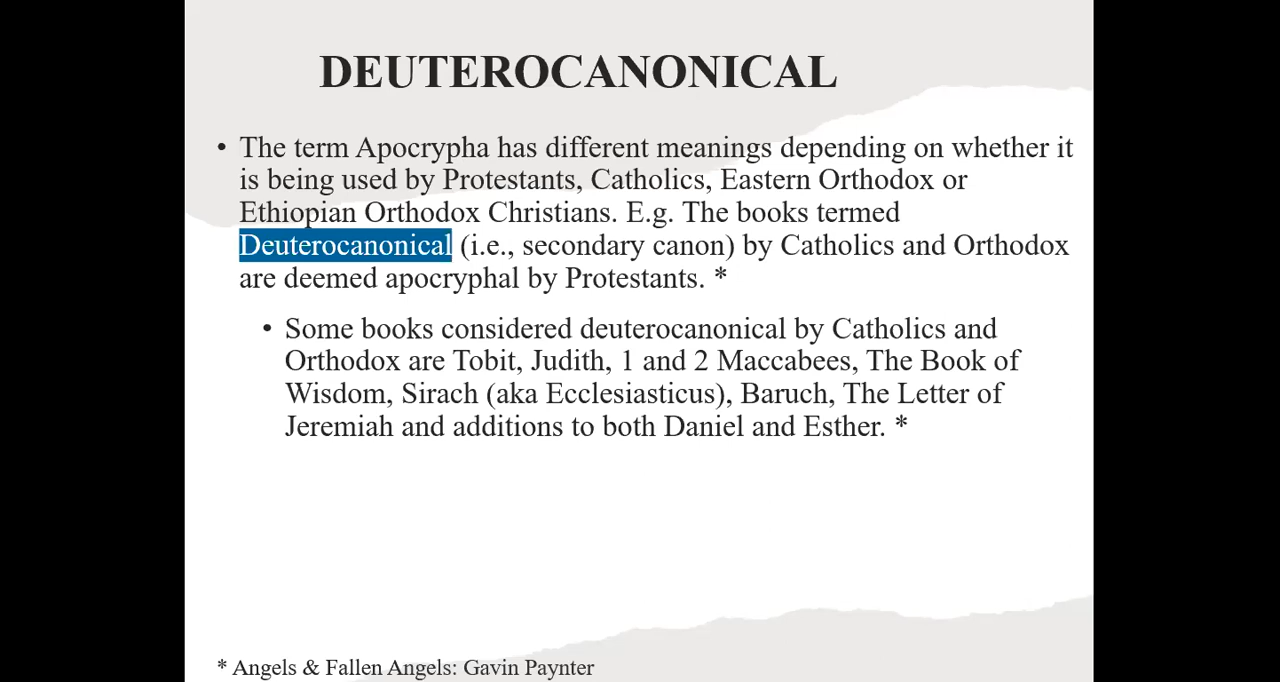 DEUTEROCANONICAL
• The term Apocrypha has different meanings depending on whether it
is being used by Protestants, Catholics, Eastern Orthodox or
Ethiopian Orthodox Christians. E.g. The books termed
Deuterocanonical (i.e., secondary canon) by Catholics and Orthodox
are deemed apocryphal by Protestants. *
• Some books considered deuterocanonical by Catholics and
Orthodox are Tobit, Judith, 1 and 2 Maccabees, The Book of
Wisdom, Sirach (aka Ecclesiasticus), Baruch, The Letter of
Jeremiah and additions to both Daniel and Esther. *
* Angels & Fallen Angels: Gavin Paynter